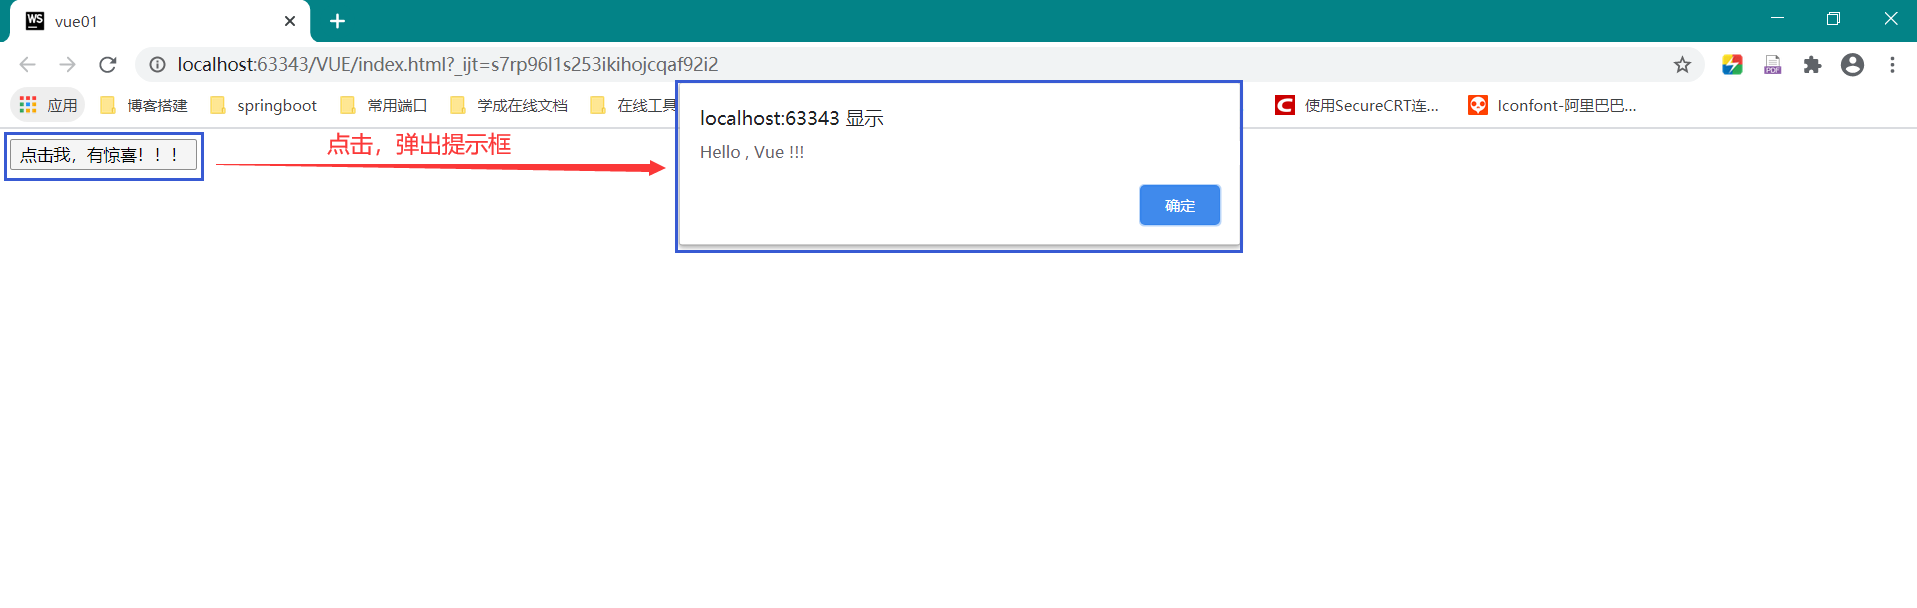 WS vue01
localhost:63343/VUE/index.html?_ijt=s7rp96l1s253ikihojcqaf92i2
PDF
应用 博客搭建 springboot 常用端口 学成在线文档 在线工具 使用SecureCRT连... Iconfont-阿里巴巴...
localhost:63343 显示
点击，弹出提示框
点击我，有惊喜！！！
Hello , Vue !!!
确定